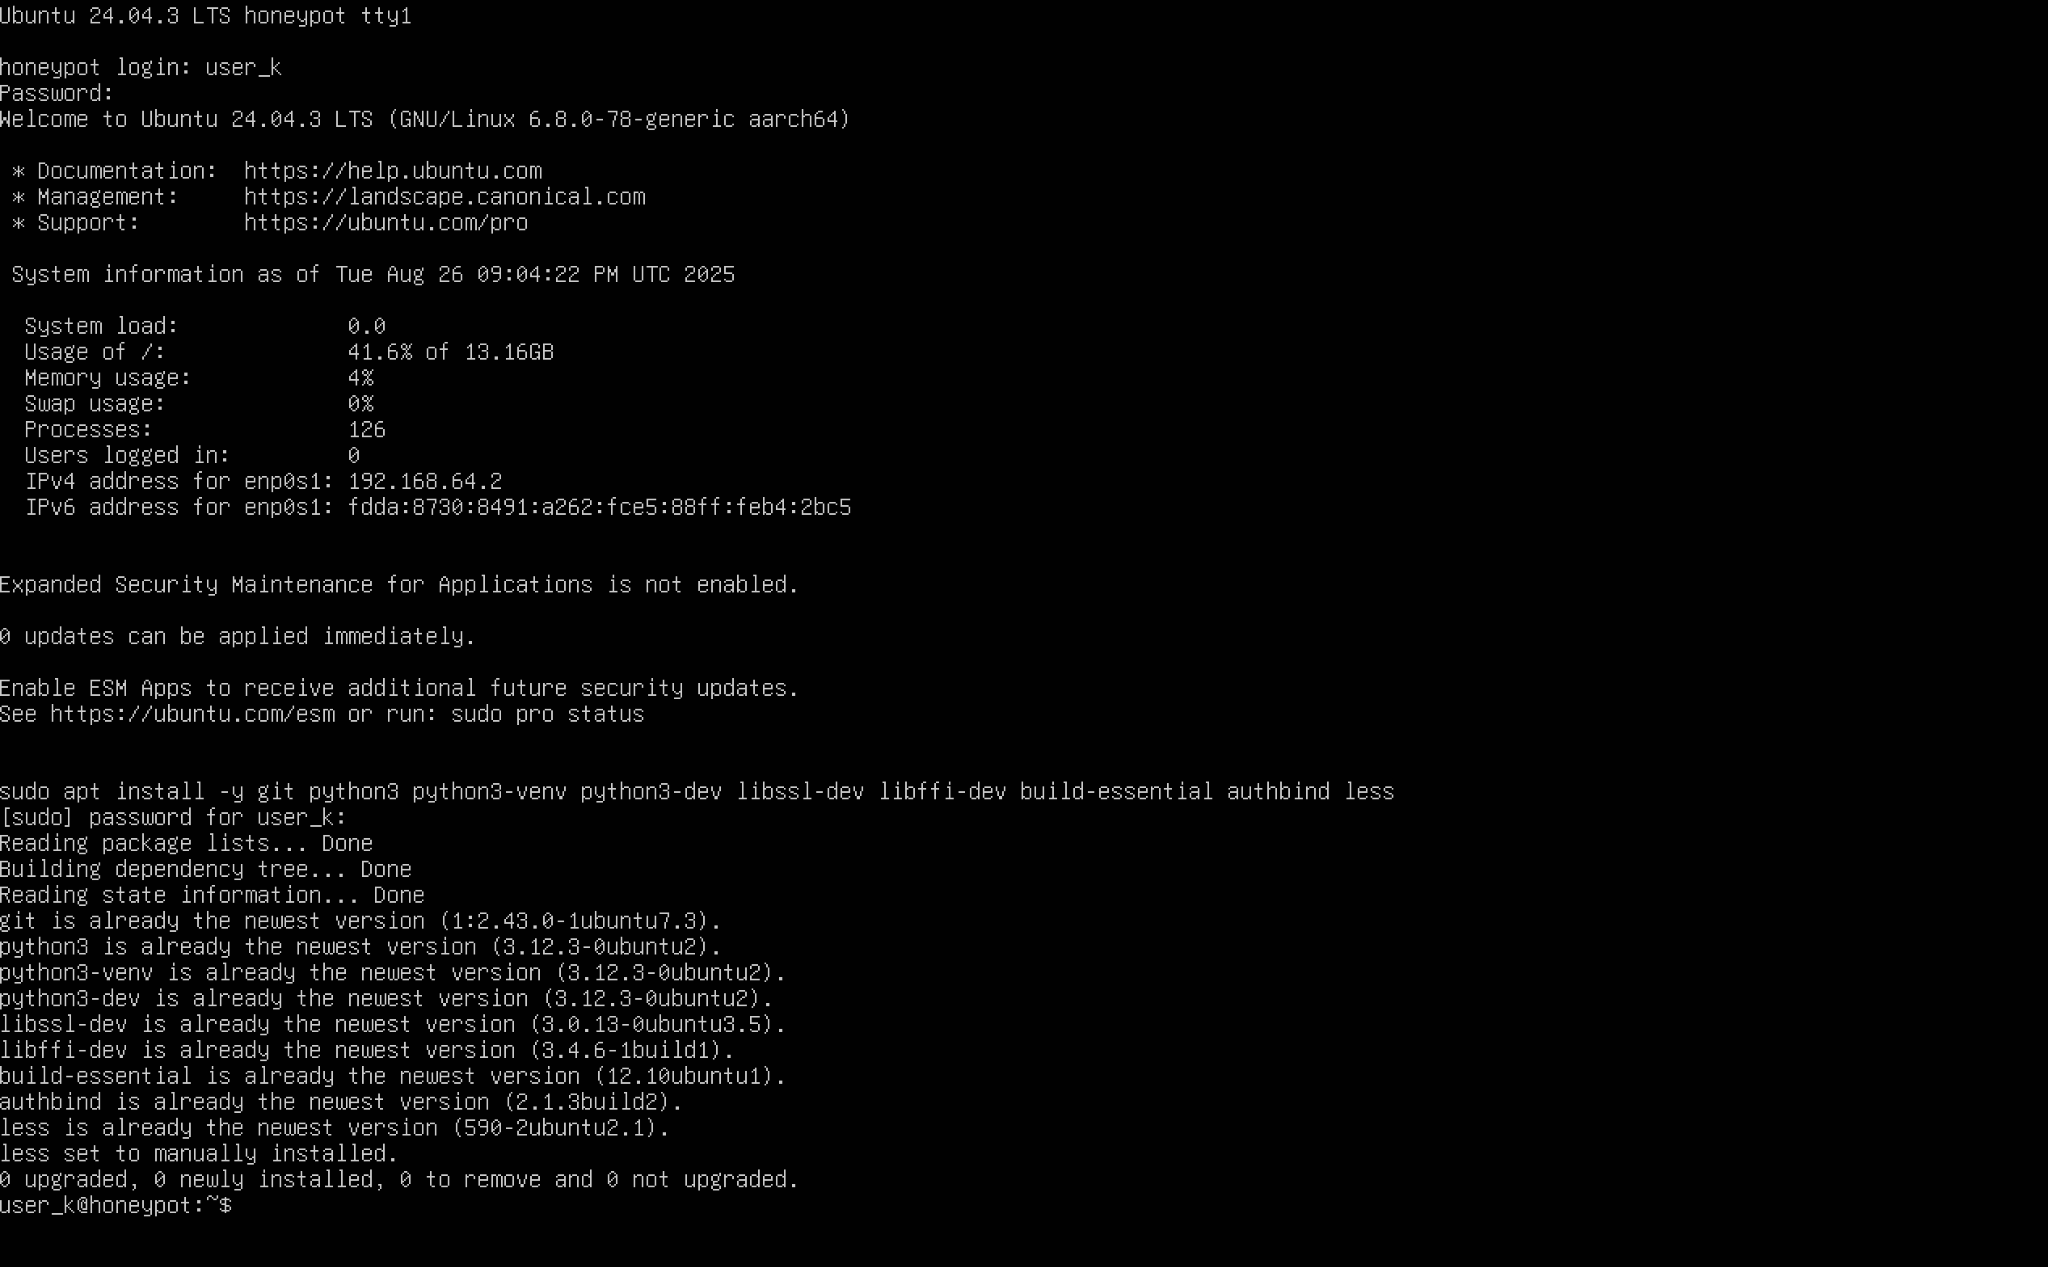 Ubuntu 24.04.3 LTS honeypot tty1
honeypot login: user_k
Password:
Welcome to Ubuntu 24.04.3 LTS (GNU/Linux 6.8.0-78-generic aarch64)
* Documentation:  https://help.ubuntu.com
* Management:     https://landscape.canonical.com
* Support:        https://ubuntu.com/pro
System information as of Tue Aug 26 09:04:22 PM UTC 2025
System load:             0.0
Usage of /:              41.6% of 13.16GB
Memory usage:            4%
Swap usage:              0%
Processes:               126
Users logged in:         0
IPv4 address for enp0s1: 192.168.64.2
IPv6 address for enp0s1: fdda:8730:8491:a262:fce5:88ff:feb4:2bc5
Expanded Security Maintenance for Applications is not enabled.
0 updates can be applied immediately.
Enable ESM Apps to receive additional future security updates.
See https://ubuntu.com/esm or run: sudo pro status
sudo apt install -y git python3 python3-venv python3-dev libssl-dev libffi-dev build-essential authbind less
[sudo] password for user_k:
Reading package lists... Done
Building dependency tree... Done
Reading state information... Done
git is already the newest version (1:2.43.0-1ubuntu7.3).
python3 is already the newest version (3.12.3-0ubuntu2).
python3-venv is already the newest version (3.12.3-0ubuntu2).
python3-dev is already the newest version (3.12.3-0ubuntu2).
libssl-dev is already the newest version (3.0.13-0ubuntu3.5).
libffi-dev is already the newest version (3.4.6-1build1).
build-essential is already the newest version (12.10ubuntu1).
authbind is already the newest version (2.1.3build2).
less is already the newest version (590-2ubuntu2.1).
less set to manually installed.
0 upgraded, 0 newly installed, 0 to remove and 0 not upgraded.
user_k@honeypot:~$